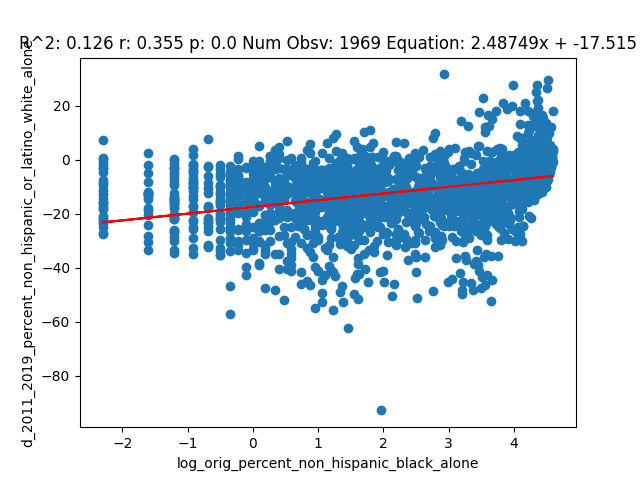 R^2: 0.126 r: 0.355 p: 0.0 Num Obsv: 1969 Equation: 2.48749x + -17.515
d_2011_2019_percent_non_hispanic_or_latino_white_alone
20
0
−20
−40
−60
−80
−2 −1 0 1 2 3 4
log_orig_percent_non_hispanic_black_alone